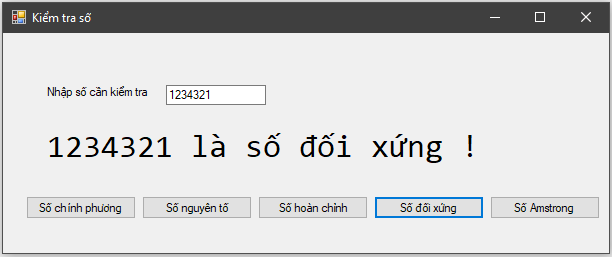 Kiểm tra số
Nhập số cần kiểm tra 1234321
1234321 là số đối xứng !
Số chính phương Số nguyên tố Số hoàn chỉnh Số đối xứng Số Amstrong